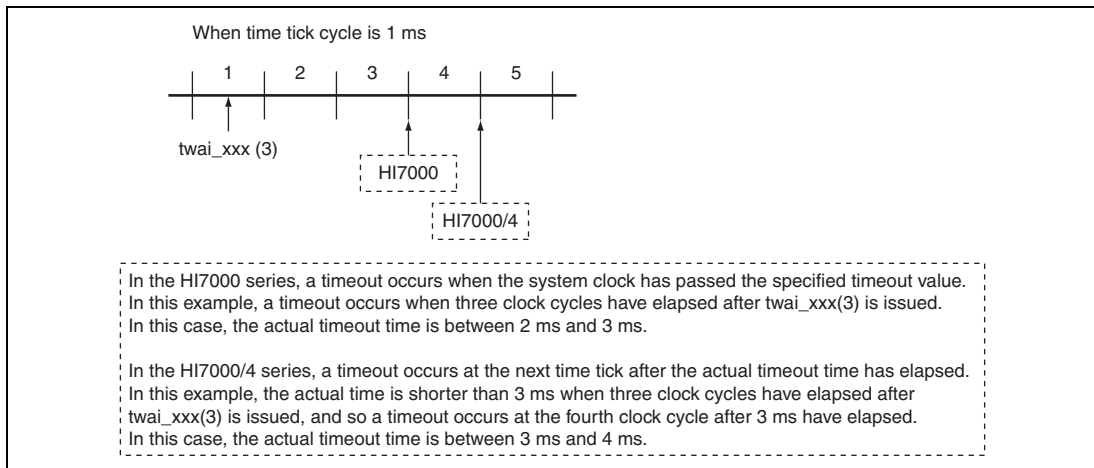 When time tick cycle is 1 ms
1 2 3 4 5
twai_xxx (3)
HI7000
HI7000/4
In the HI7000 series, a timeout occurs when the system clock has passed the specified timeout value.
In this example, a timeout occurs when three clock cycles have elapsed after twai_xxx(3) is issued.
In this case, the actual timeout time is between 2 ms and 3 ms.
In the HI7000/4 series, a timeout occurs at the next time tick after the actual timeout time has elapsed.
In this example, the actual time is shorter than 3 ms when three clock cycles have elapsed after
twai_xxx(3) is issued, and so a timeout occurs at the fourth clock cycle after 3 ms have elapsed.
In this case, the actual timeout time is between 3 ms and 4 ms.